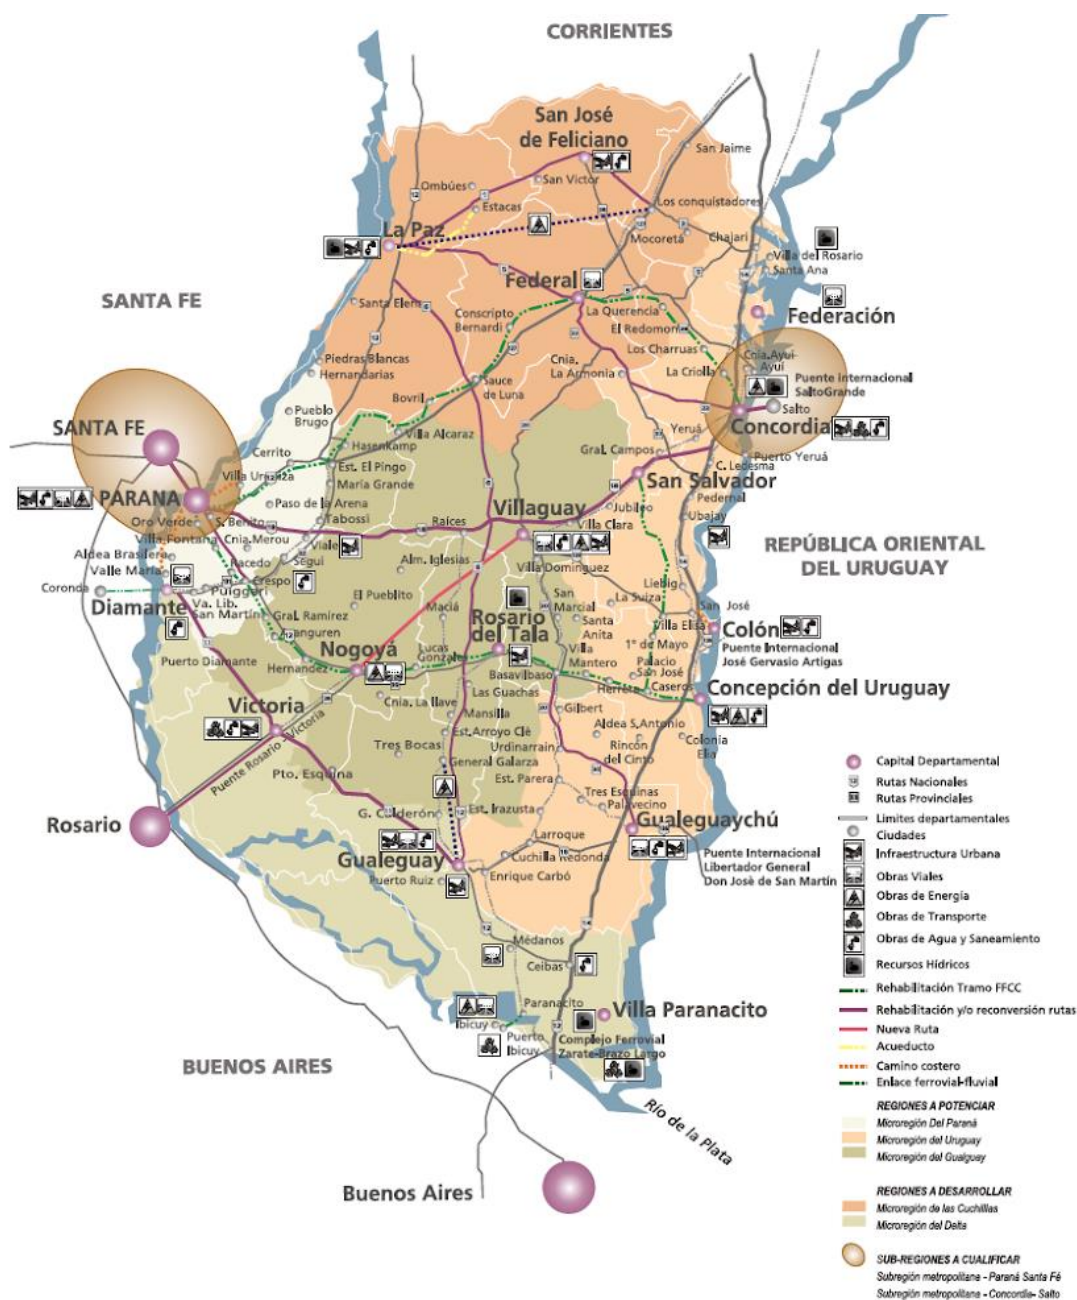 CORRIENTES
San José
de Feliciano
San Jaime
Ombúes
San Victor
Estacas
Los conquistadores
La Paz
Mocoretá
Chajari
Villa del Rosario
Santa Ana
SANTA FE
Federal
Santa Elena
La Querencia
Federación
Conscripto
Bernardi
El Redomon
Los Charruas
Cnia. Ayui-
Ayuí
Piedras Blancas
Hernandarias
Cnia.
La Armonia
La Criolla
Puente Internacional
SaltoGrande
Sauce
de Luna
Bovril
Salto
Pueblo
Brugo
Concordia
SANTA FE
Villa Alcaraz
Hasenkamp
Yeruá
Cerrito
Est. El Pingo
Gral. Campos
Puerto Yeruá
Villa Urquiza
María Grande
C. Ledesma
San Salvador
PARANA
Paso de la Arena
Pedernal
Oro Verde
S. Benito
Tabossi
Raíces
Villaguay
Jubileo
Ubajay
Villa Fontana
Cnia.Merou
Viale
Villa Clara
Aldea Brasilera
Racedo
Segui
Alm. Iglesias
Villa Dominguez
REPÚBLICA ORIENTAL
DEL URUGUAY
Valle María
Crespo
Coronda
Puiggari
Liebig
Diamante
Va. Lib.
San Martín
El Pueblito
Maciá
La Suiza
San José
Gral. Ramírez
Rosario
del Tala
San
Marcial
Santa
Anita
Villa Elisa
Colón
Aranguren
Nogoyá
Lucas
Gonzalez
1° de Mayo
Puente Internacional
José Gervasio Artigas
Puerto Diamante
Hernandez
Villa
Mantero
Palacio
San José
Basavilbaso
Herrera
Caseros
Concepción del Uruguay
Las Guachas
Cnia. La llave
Victoria
Mansilla
Gilbert
Aldea S. Antonio
Est.Arroyo Clé
Puente Rosario Victoria
Urdinarrain
Rincón
del Cinto
Colonia
Elia
Tres Bocas
General Galarza
Pto. Esquina
Est. Parera
Tres Esquinas
Palavecino
Rosario
G. Calderón
Est. Irazusta
Gualeguaychú
Larroque
Gualeguay
Cuchilla Redonda
Puente Internacional
Libertador General
Don Josè de San Martín
Puerto Ruiz
Enrique Carbó
Médanos
Ceibas
Paranacito
Villa Paranacito
Ibicuy
Puerto
Ibicuy
Complejo Ferrovial
Zarate-Brazo Largo
BUENOS AIRES
Río de la Plata
Buenos Aires
Capital Departamental
Rutas Nacionales
Rutas Provinciales
Limites departamentales
Ciudades
Infraestructura Urbana
Obras Viales
Obras de Energía
Obras de Transporte
Obras de Agua y Saneamiento
Recursos Hídricos
Rehabilitación Tramo FFCC
Rehabilitación y/o reconversión rutas
Nueva Ruta
Acueducto
Camino costero
Enlace ferrovial-fluvial
REGIONES A POTENCIAR
Microregión Del Paraná
Microregión del Uruguay
Microregión del Gualguay
REGIONES A DESARROLLAR
Microregión de las Cuchilllas
Microregión del Delta
SUB-REGIONES A CUALIFICAR
Subregión metropolitana - Paraná Santa Fé
Subregión metropolitana - Concordia- Salto